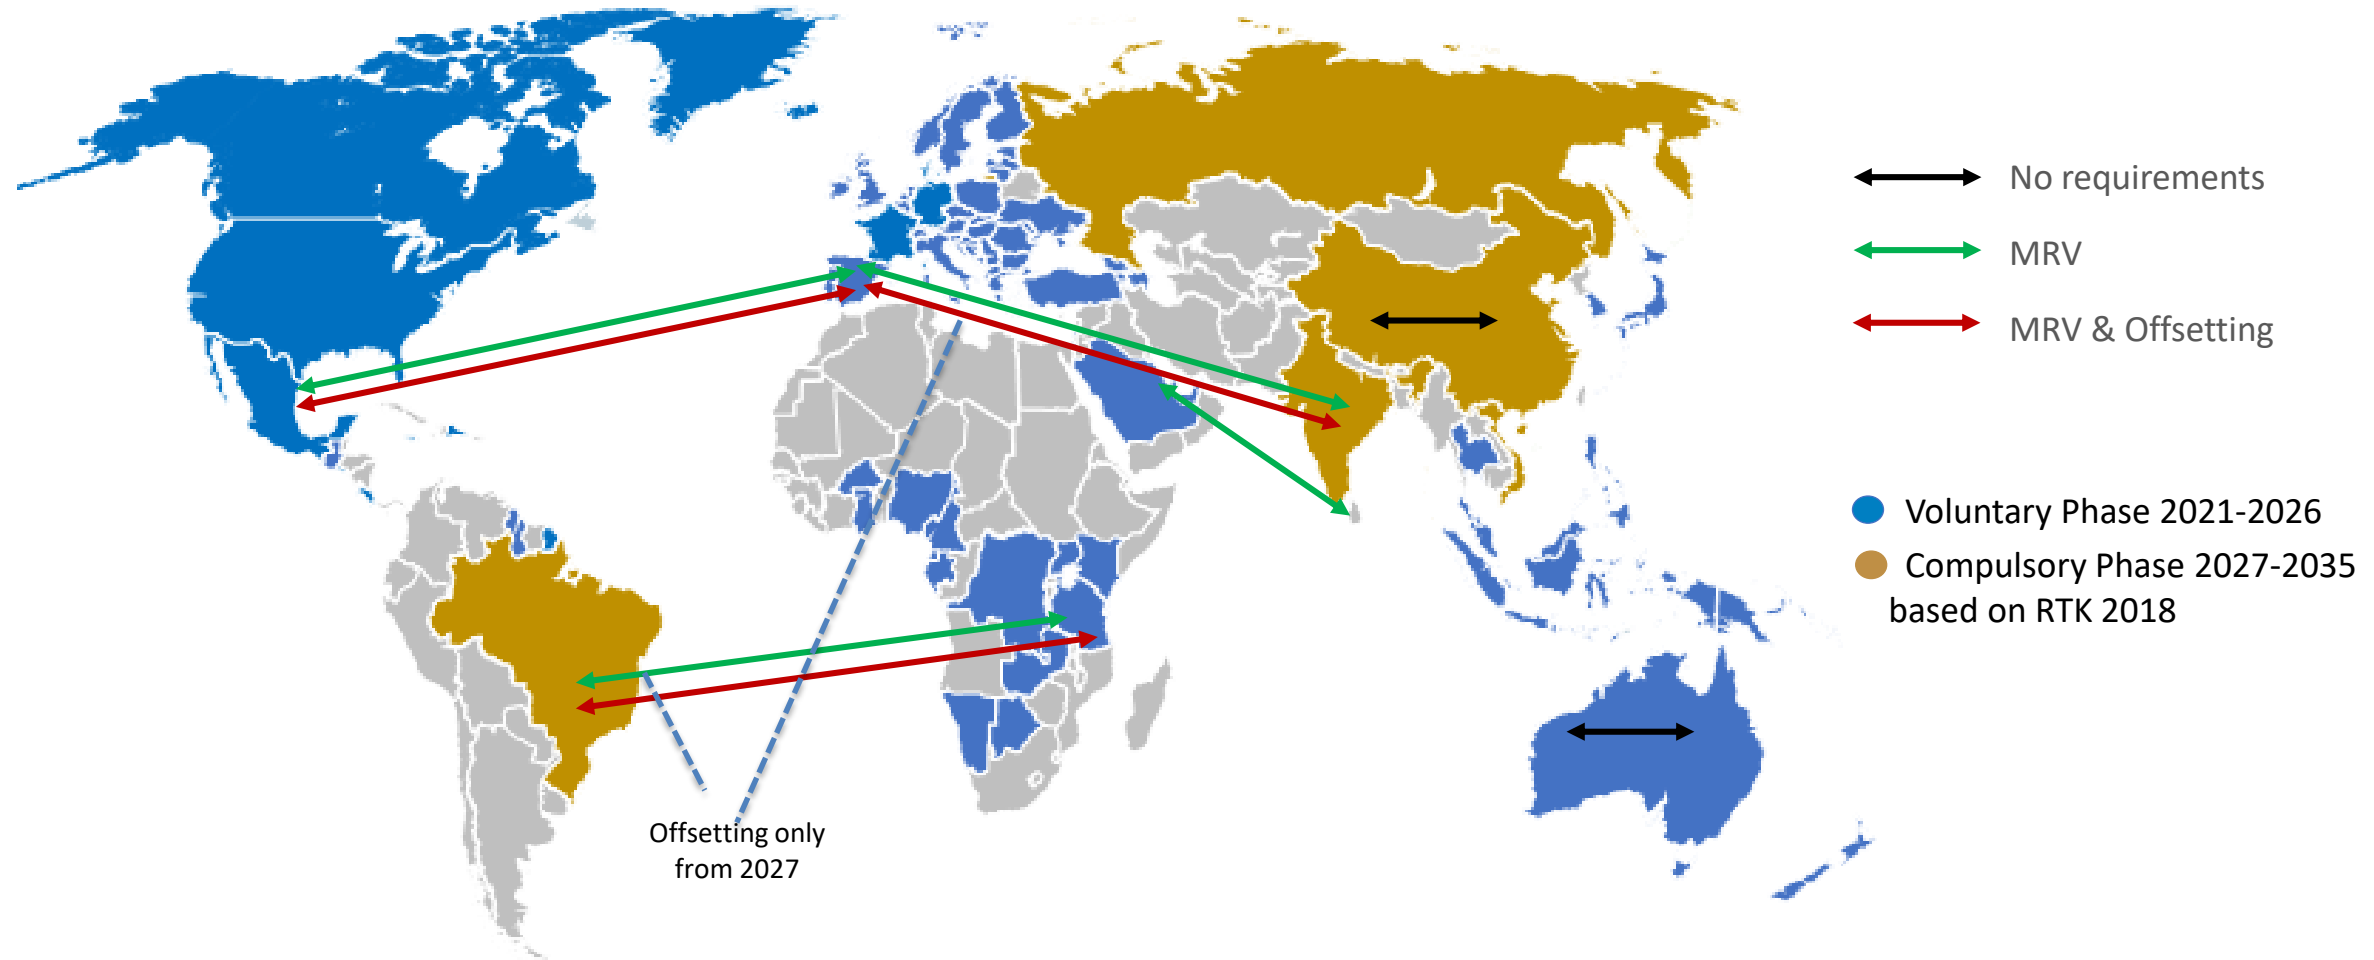 No requirements
MRV
MRV & Offsetting
Voluntary Phase 2021-2026
Compulsory Phase 2027-2035
based on RTK 2018
Offsetting only
from 2027